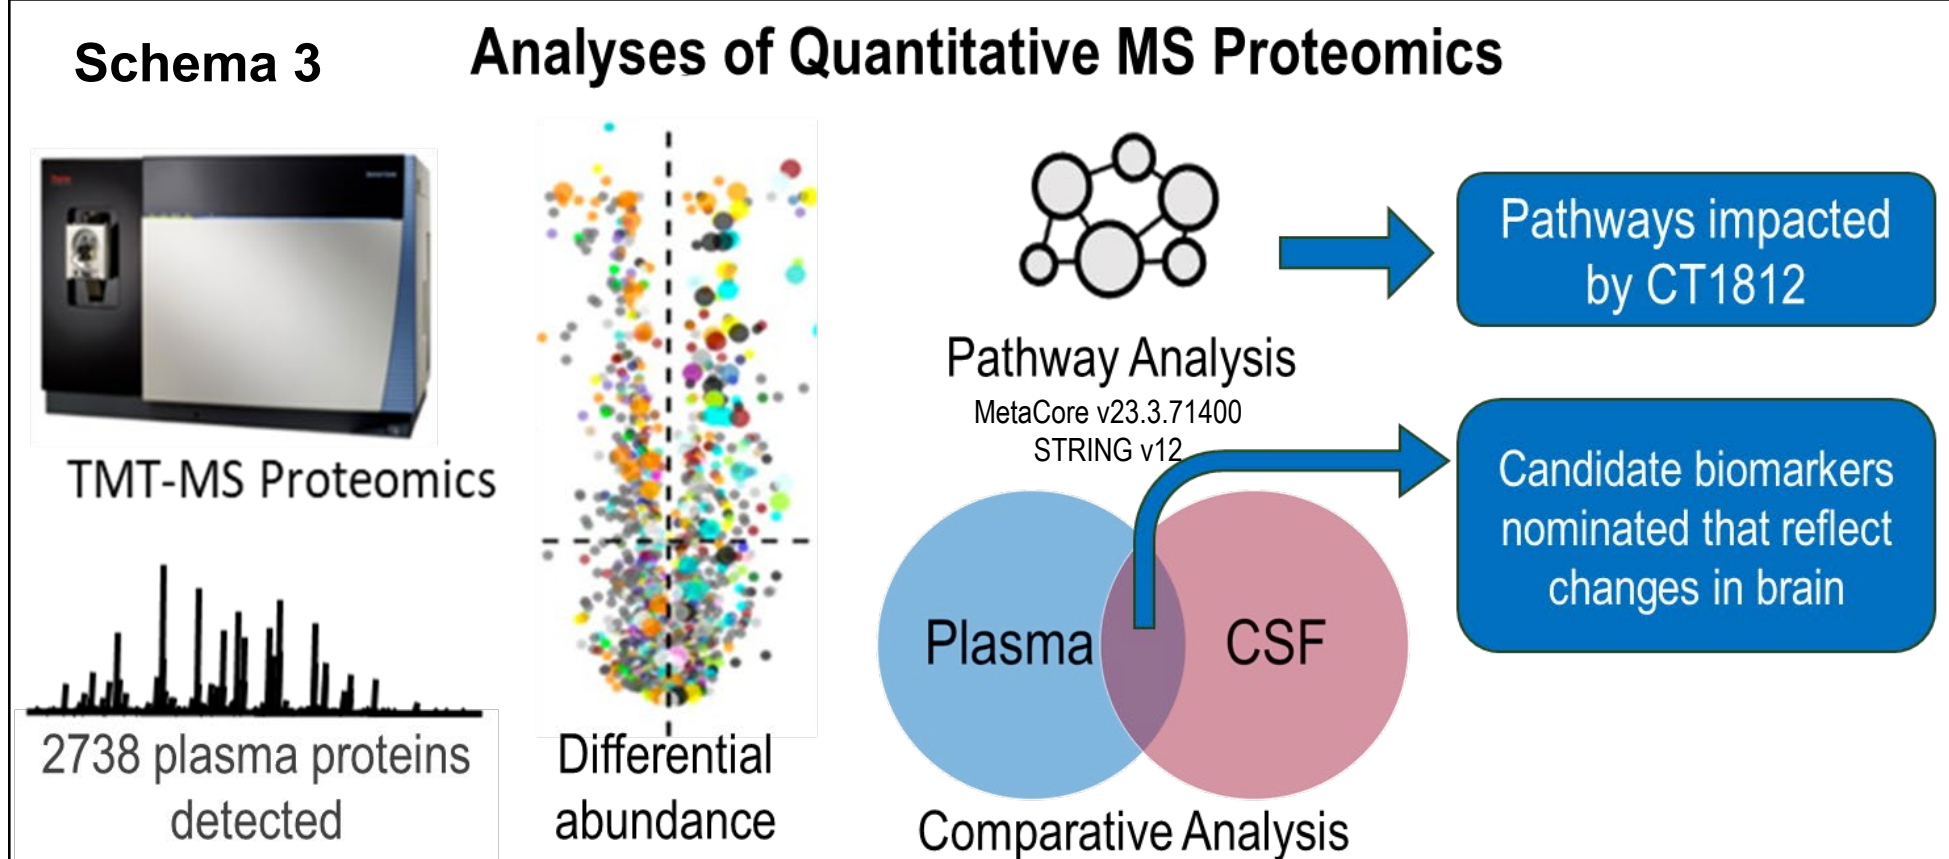 Schema 3
Analyses of Quantitative MS Proteomics
TMT-MS Proteomics
2738 plasma proteins
detected
Differential
abundance
Pathway Analysis
MetaCore v23.3.71400
STRING v12
Pathways impacted
by CT1812
Plasma
CSF
Comparative Analysis
Candidate biomarkers
nominated that reflect
changes in brain